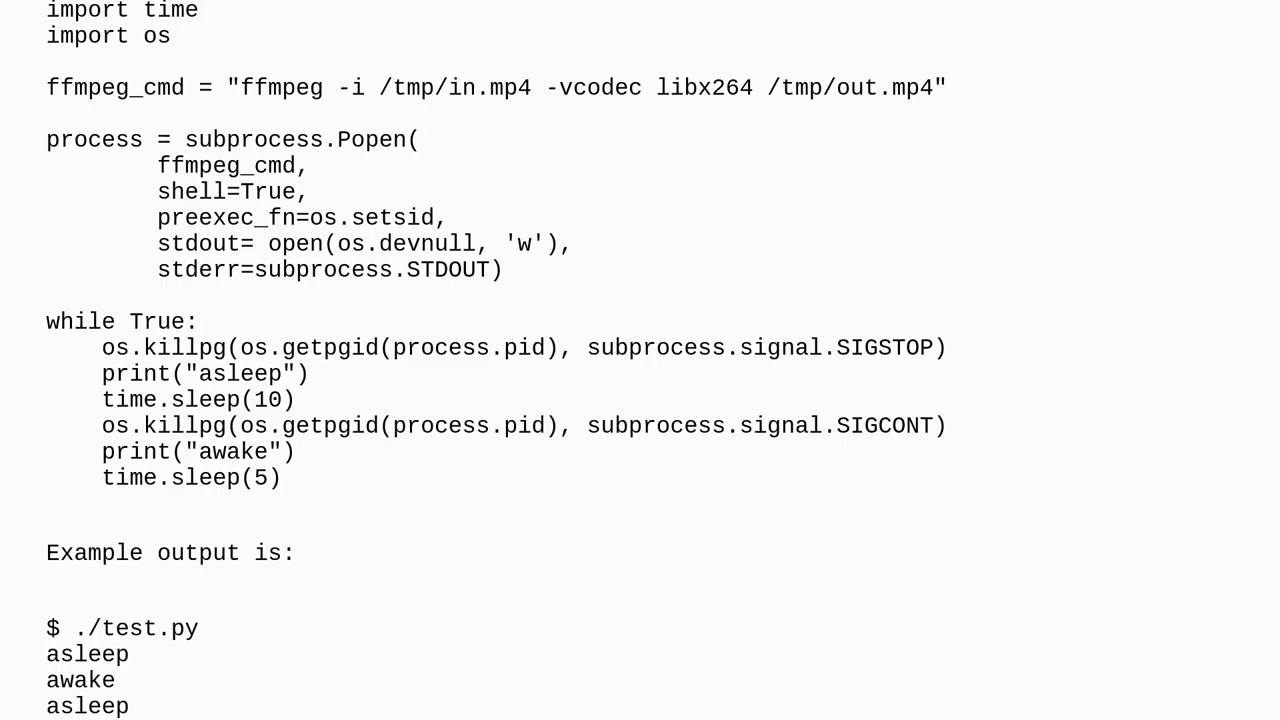 import time
import os
ffmpeg_cmd = "ffmpeg -i /tmp/in.mp4 -vcodec libx264 /tmp/out.mp4"
process = subprocess.Popen(
        ffmpeg_cmd,
        shell=True,
        preexec_fn=os.setsid,
        stdout= open(os.devnull, 'w'),
        stderr=subprocess.STDOUT)
while True:
    os.killpg(os.getpgid(process.pid), subprocess.signal.SIGSTOP)
    print("asleep")
    time.sleep(10)
    os.killpg(os.getpgid(process.pid), subprocess.signal.SIGCONT)
    print("awake")
    time.sleep(5)
Example output is:
$ ./test.py
asleep
awake
asleep